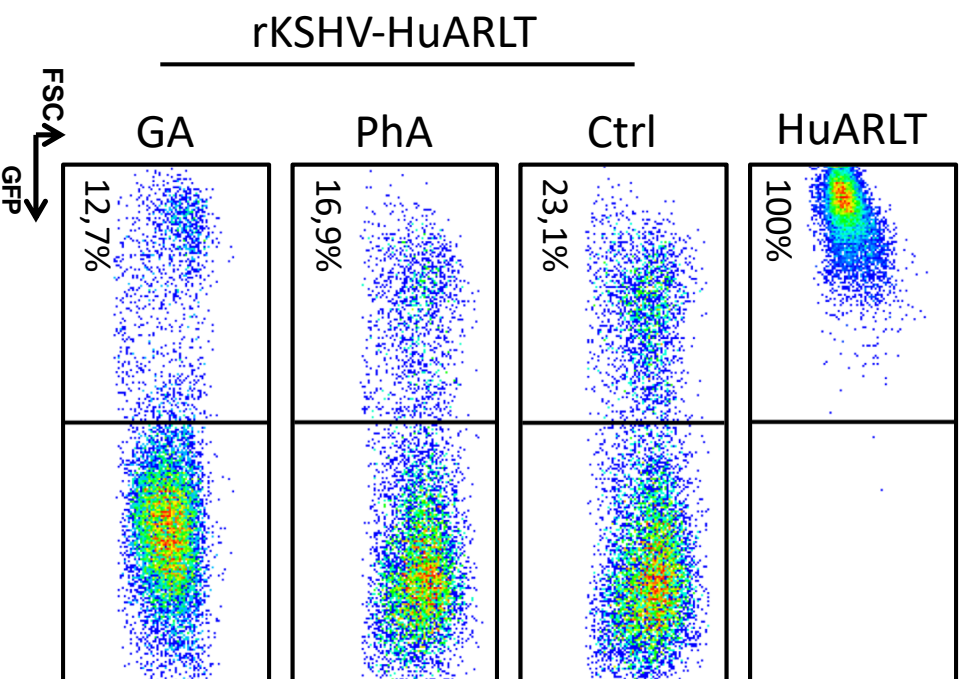 rKSHV-HuARLT
GA
PhA
Ctrl
HuARLT
FSC
GFP
12,7%
16,9%
23,1%
100%